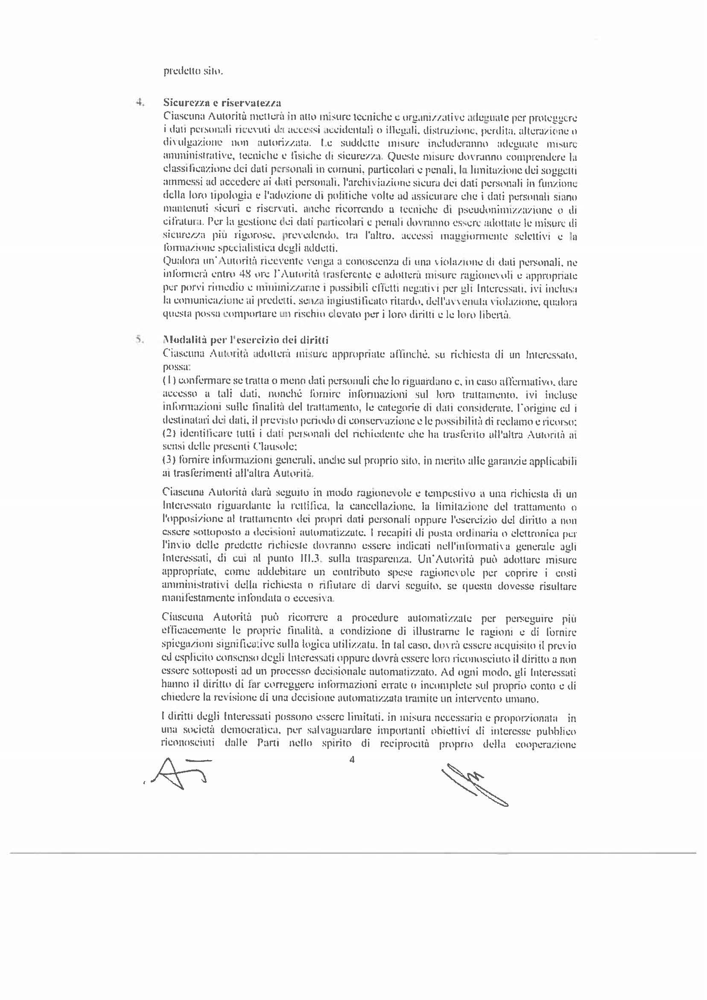 predetto sito.
4. Sicurezza e riservatezza
Ciascuna Autorità metterà in atto misure tecniche e organizzative adeguate per proteggere
i dati personali ricevuti da accessi accidentali o illegali, distruzione, perdita, alterazione o
divulgazione non autorizzata. Le suddette misure includeranno adeguate misure
amministrative, tecniche e fisiche di sicurezza. Queste misure dovranno comprendere la
classificazione dei dati personali in comuni, particolari e penali, la limitazione dei soggetti
ammessi ad accedere ai dati personali, l'archiviazione sicura dei dati personali in funzione
della loro tipologia e l'adozione di politiche volte ad assicurare che i dati personali siano
mantenuti sicuri e riservati, anche ricorrendo a tecniche di pseudonimizzazione o di
cifratura. Per la gestione dei dati particolari e penali dovranno essere adottate le misure di
sicurezza più rigorose, prevedendo, tra l'altro, accessi maggiormente selettivi e la
formazione specialistica degli addetti.
Qualora un'Autorità ricevente venga a conoscenza di una violazione di dati personali, ne
informerà entro 48 ore l'Autorità trasferente e adotterà misure ragionevoli e appropriate
per porvi rimedio e minimizzarne i possibili effetti negativi per gli Interessati, ivi inclusa
la comunicazione ai predetti, senza ingiustificato ritardo, dell'avvenuta violazione, qualora
questa possa comportare un rischio elevato per i loro diritti e le loro libertà.
5. Modalità per l'esercizio dei diritti
Ciascuna Autorità adotterà misure appropriate affinché, su richiesta di un Interessato,
possa:
(1) confermare se tratta o meno dati personali che lo riguardano e, in caso affermativo, dare
accesso a tali dati, nonché fornire informazioni sul loro trattamento, ivi incluse
informazioni sulle finalità del trattamento, le categorie di dati considerate, l'origine ed i
destinatari dei dati, il previsto periodo di conservazione e le possibilità di reclamo e ricorso;
(2) identificare tutti i dati personali del richiedente che ha trasferito all'altra Autorità ai
sensi delle presenti Clausole;
(3) fornire informazioni generali, anche sul proprio sito, in merito alle garanzie applicabili
ai trasferimenti all'altra Autorità.
Ciascuna Autorità darà seguito in modo ragionevole e tempestivo a una richiesta di un
Interessato riguardante la rettifica, la cancellazione, la limitazione del trattamento o
l'opposizione al trattamento dei propri dati personali oppure l'esercizio del diritto a non
essere sottoposto a decisioni automatizzate. I recapiti di posta ordinaria o elettronica per
l'invio delle predette richieste dovranno essere indicati nell'informativa generale agli
Interessati, di cui al punto III.3. sulla trasparenza. Un'Autorità può adottare misure
appropriate, come addebitare un contributo spese ragionevole per coprire i costi
amministrativi della richiesta o rifiutare di darvi seguito, se questa dovesse risultare
manifestamente infondata o eccesiva.
Ciascuna Autorità può ricorrere a procedure automatizzate per perseguire più
efficacemente le proprie finalità, a condizione di illustrarne le ragioni e di fornire
spiegazioni significative sulla logica utilizzata. In tal caso, dovrà essere acquisito il previo
ed esplicito consenso degli Interessati oppure dovrà essere loro riconosciuto il diritto a non
essere sottoposti ad un processo decisionale automatizzato. Ad ogni modo, gli Interessati
hanno il diritto di far correggere informazioni errate o incomplete sul proprio conto e di
chiedere la revisione di una decisione automatizzata tramite un intervento umano.
I diritti degli Interessati possono essere limitati, in misura necessaria e proporzionata in
una società democratica, per salvaguardare importanti obiettivi di interesse pubblico
riconosciuti dalle Parti nello spirito di reciprocità proprio della cooperazione
4